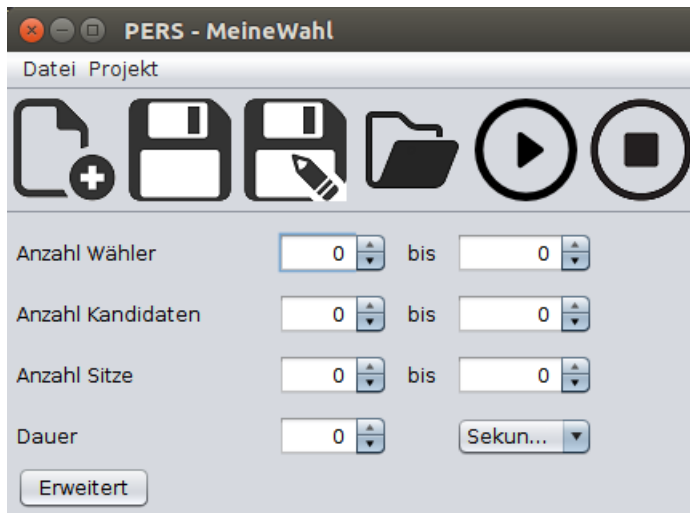 PERS - MeineWahl
Datei Projekt
Anzahl Wähler 0 bis 0
Anzahl Kandidaten 0 bis 0
Anzahl Sitze 0 bis 0
Dauer 0 Sekun...
Erweitert